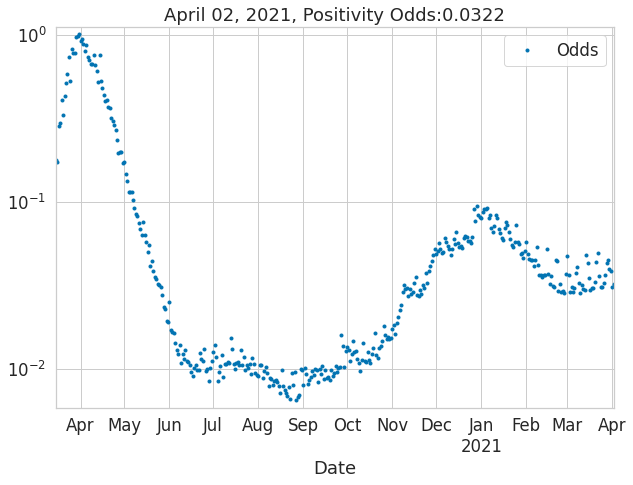 April 02, 2021, Positivity Odds:0.0322
Odds
10⁰
10⁻¹
10⁻²
Apr May Jun Jul Aug Sep Oct Nov Dec Jan Feb Mar Apr
2021
Date